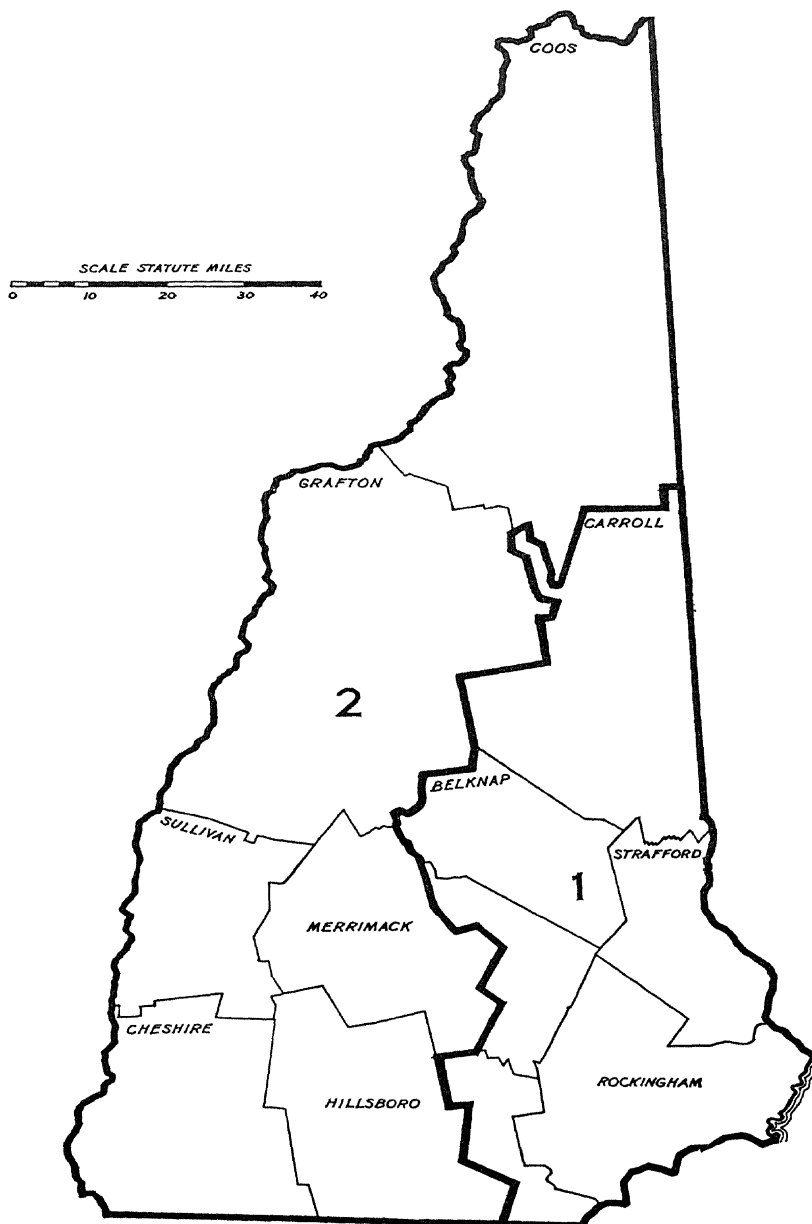 COOS
SCALE STATUTE MILES
0 10 20 30 40
GRAFTON
CARROLL
2
BELKNAP
SULLIVAN
STRAFFORD
1
MERRIMACK
CHESHIRE
ROCKINGHAM
HILLSBORO